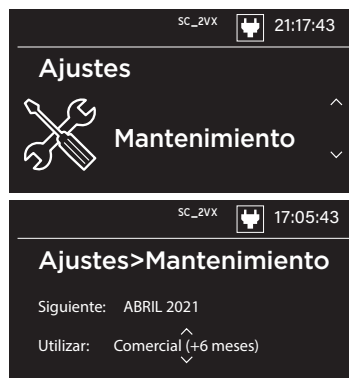 SC_2VX 21:17:43
Ajustes
Mantenimiento
SC_2VX 17:05:43
Ajustes>Mantenimiento
Siguiente: ABRIL 2021
Utilizar: Comercial (+6 meses)